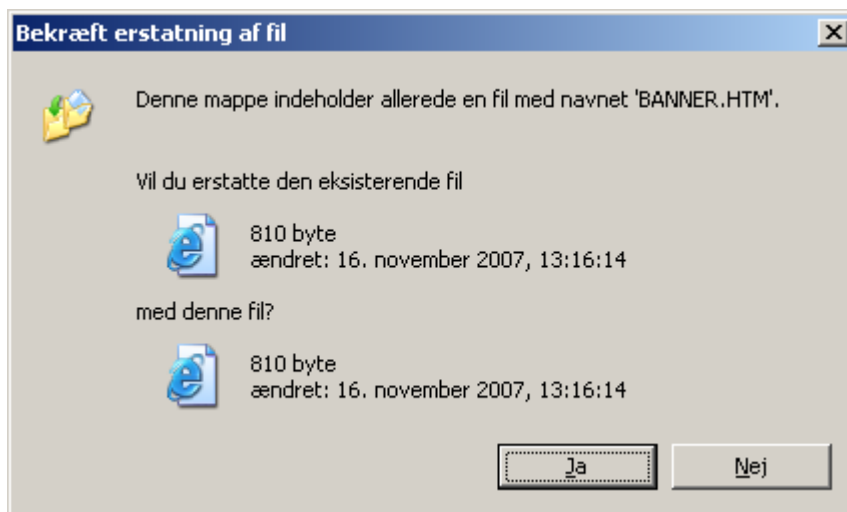 Bekræft erstatning af fil
Denne mappe indeholder allerede en fil med navnet 'BANNER.HTM'.
Vil du erstatte den eksisterende fil
810 byte
ændret: 16. november 2007, 13:16:14
med denne fil?
810 byte
ændret: 16. november 2007, 13:16:14
Ja
Nej